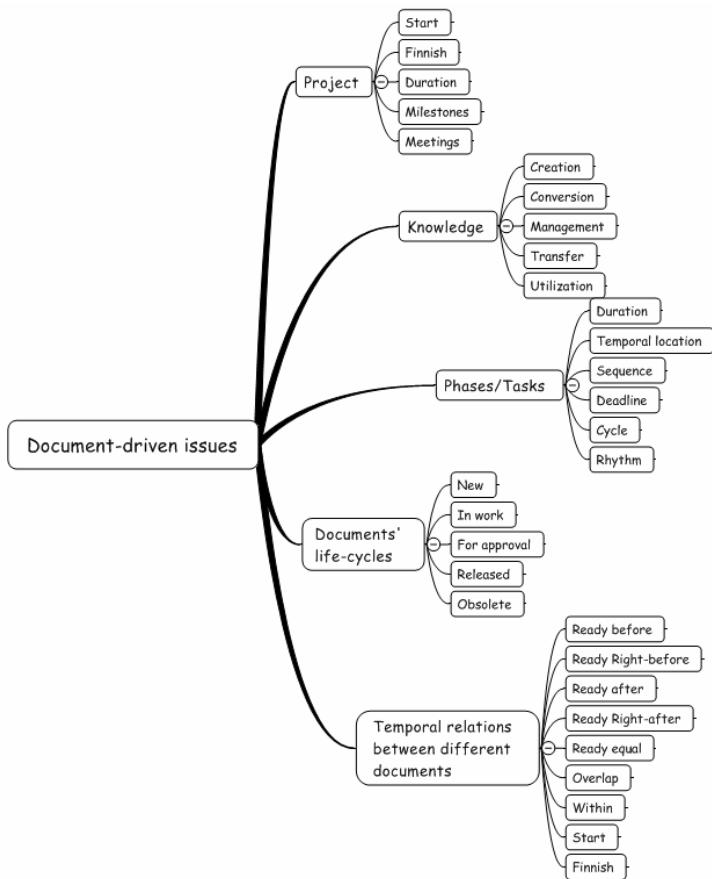 Document-driven issues
Project
Start
Finnish
Duration
Milestones
Meetings
Knowledge
Creation
Conversion
Management
Transfer
Utilization
Phases/Tasks
Duration
Temporal location
Sequence
Deadline
Cycle
Rhythm
Documents'
life-cycles
New
In work
For approval
Released
Obsolete
Temporal relations
between different
documents
Ready before
Ready Right-before
Ready after
Ready Right-after
Ready equal
Overlap
Within
Start
Finnish